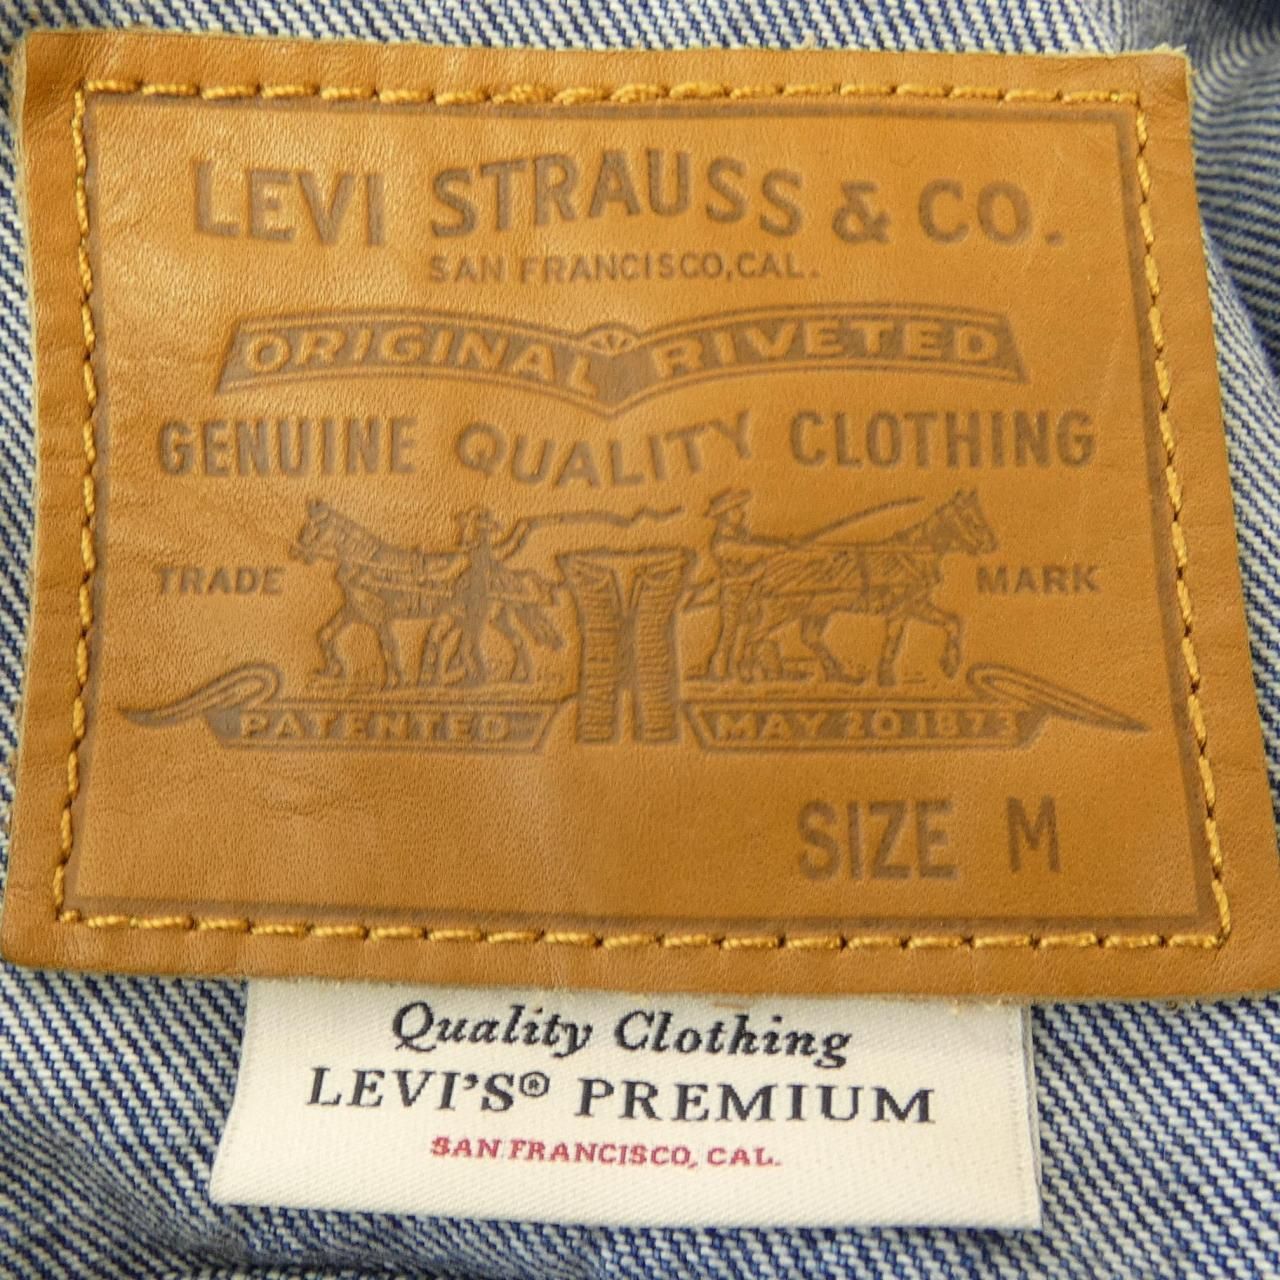 LEVI STRAUSS & CO.
SAN FRANCISCO, CAL.
ORIGINAL RIVETED
GENUINE QUALITY CLOTHING
TRADE MARK
PATENTED MAY 20 1873
SIZE M
Quality Clothing
LEVI'S® PREMIUM
SAN FRANCISCO, CAL.